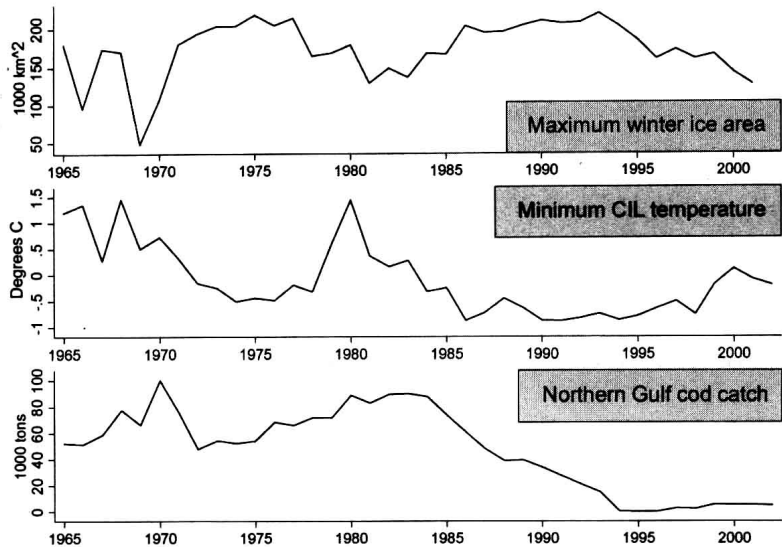 1000 km^2
200
150
100
50
1965 1970 1975 1980 1985 1990 1995 2000
Maximum winter ice area
Degrees C
1.5
1
.5
0
-.5
-1
1965 1970 1975 1980 1985 1990 1995 2000
Minimum CIL temperature
1000 tons
0 20 40 60 80 100
1965 1970 1975 1980 1985 1990 1995 2000
Northern Gulf cod catch